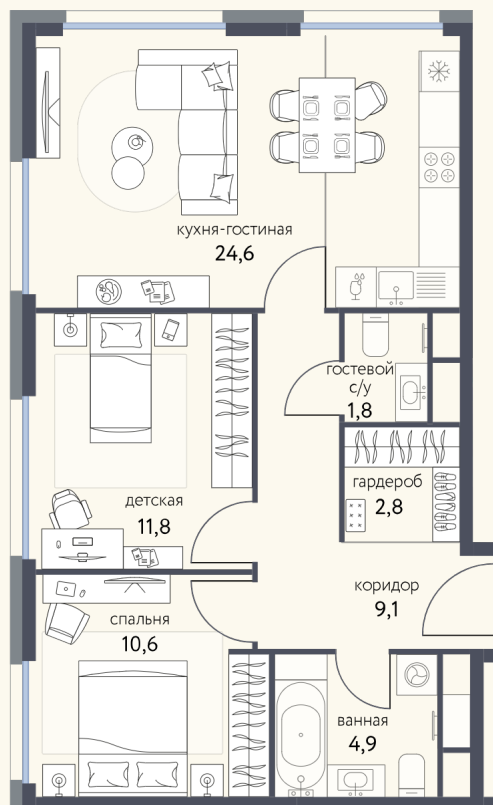 кухня-гостиная
24,6
гостевой
с/у
1,8
гардероб
2,8
детская
11,8
коридор
9,1
спальня
10,6
ванная
4,9